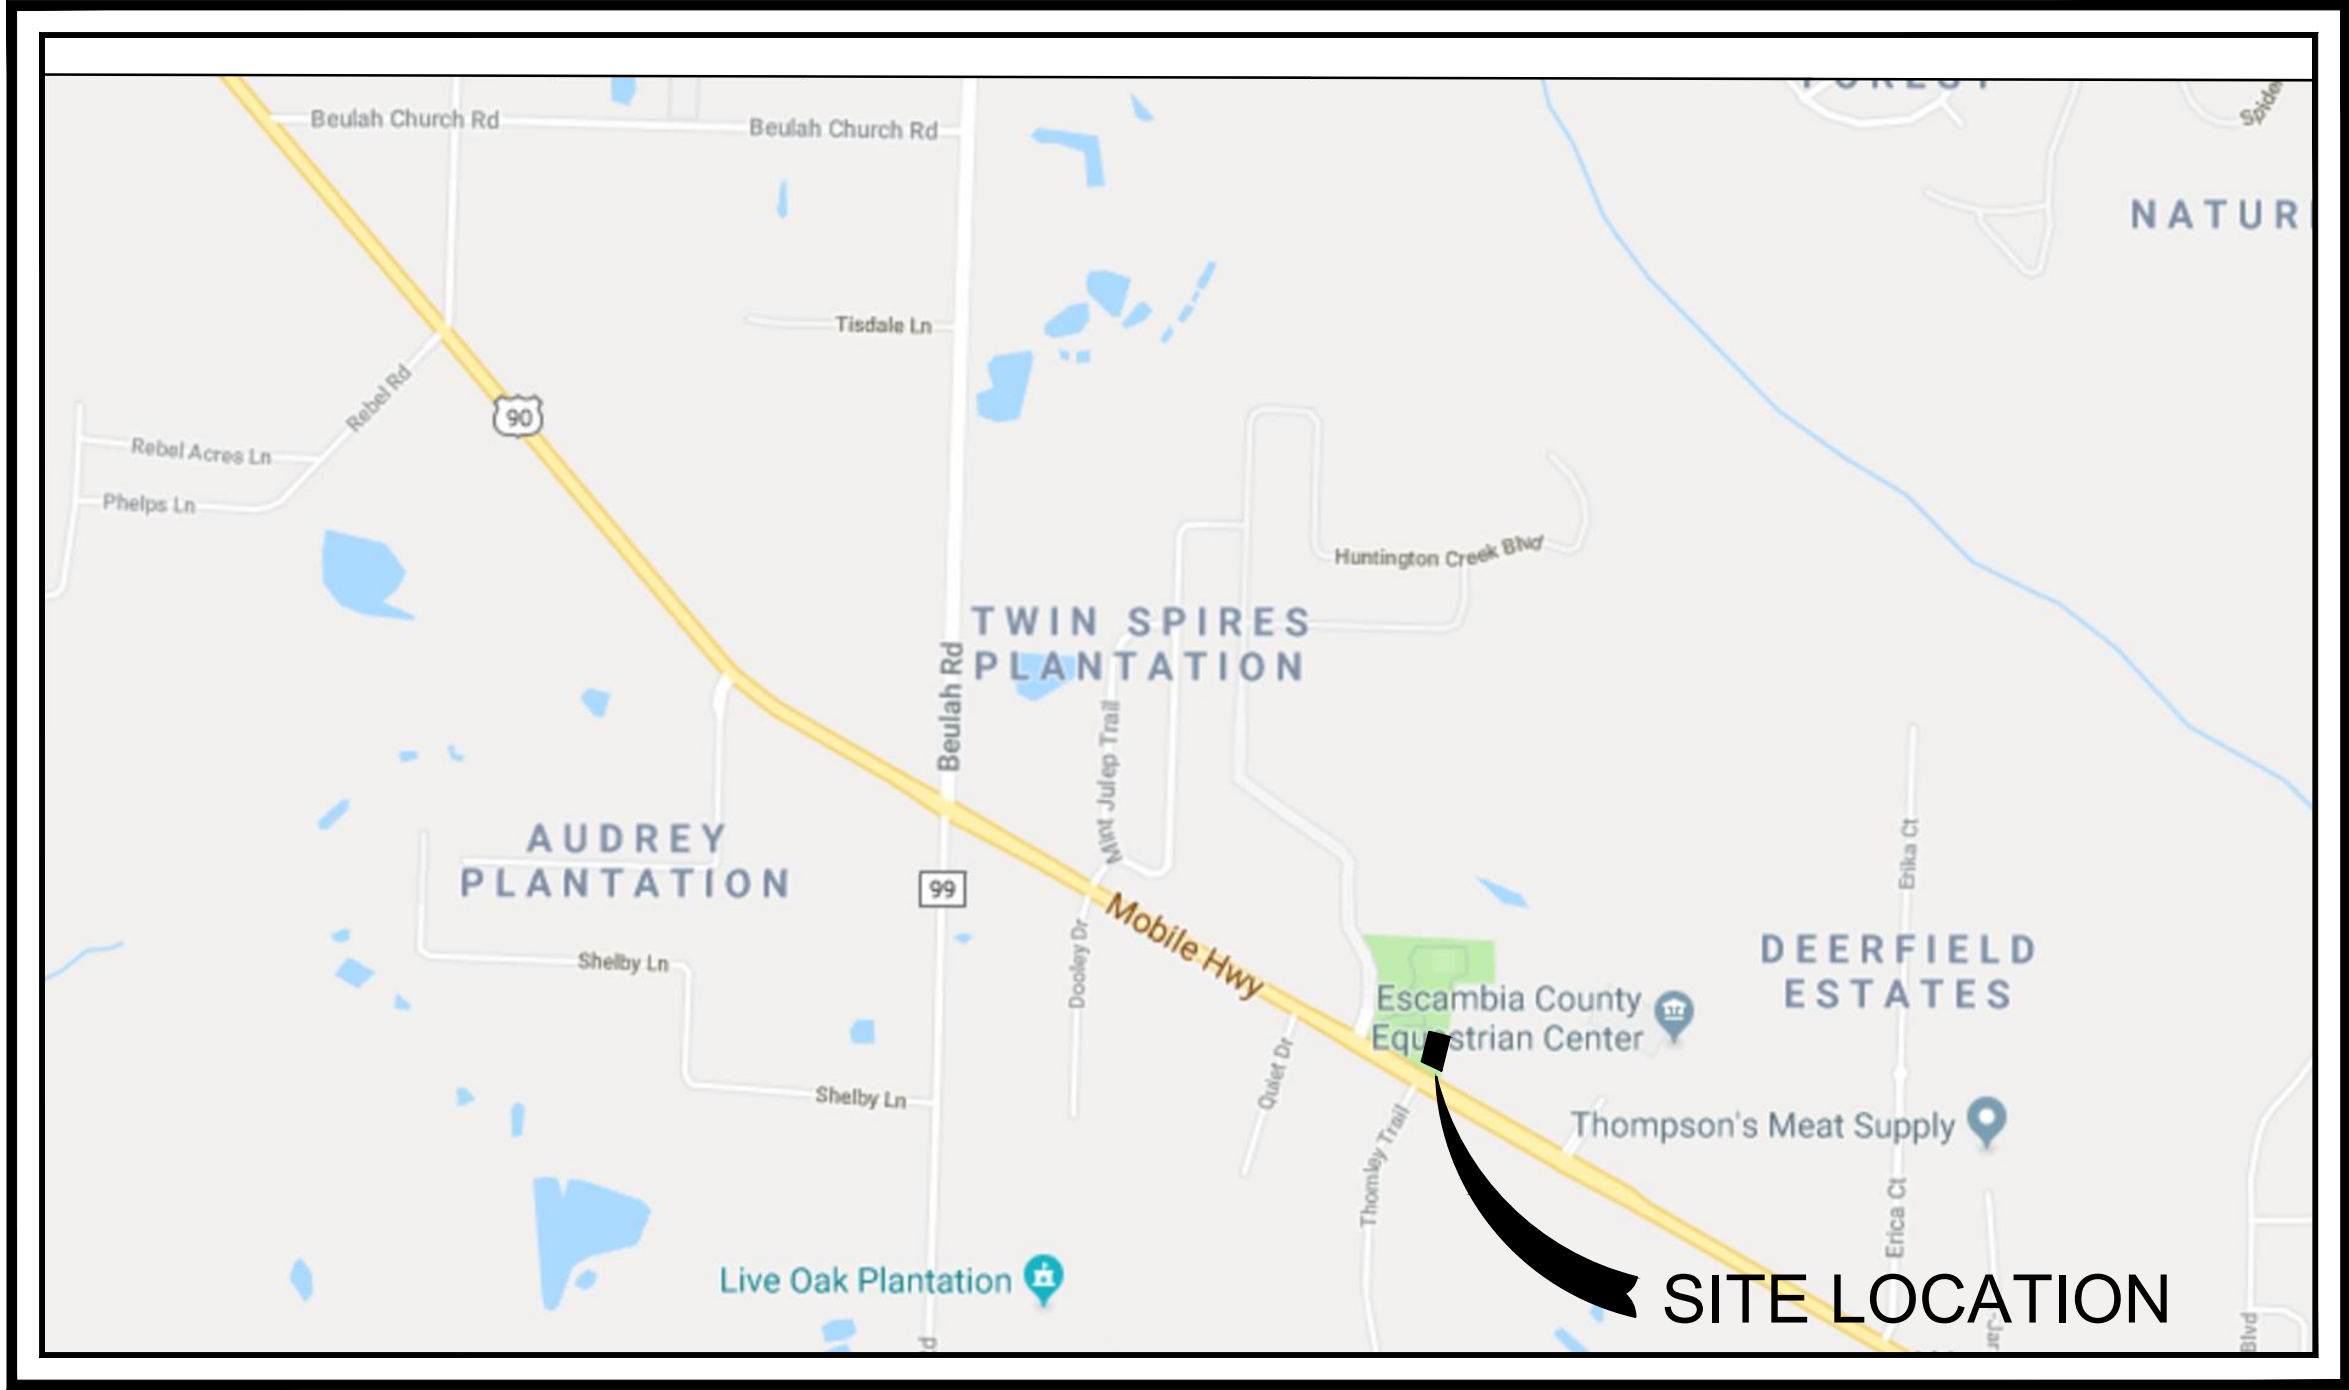 FOREST
Beulah Church Rd
Beulah Church Rd
Spider
NATUR
Tisdale Ln
Rebel Rd
90
Rebel Acres Ln
Phelps Ln
Huntington Creek Blvd
TWIN SPIRES
PLANTATION
Beulah Rd
Mint Julep Trail
AUDREY
PLANTATION
Erika Ct
99
Mobile Hwy
Dooley Dr
Shelby Ln
DEERFIELD
ESTATES
Escambia County
Equestrian Center
Quiet Dr
Shelby Ln
Thompson's Meat Supply
Thornley Trail
Erica Ct
Live Oak Plantation
SITE LOCATION
Blvd